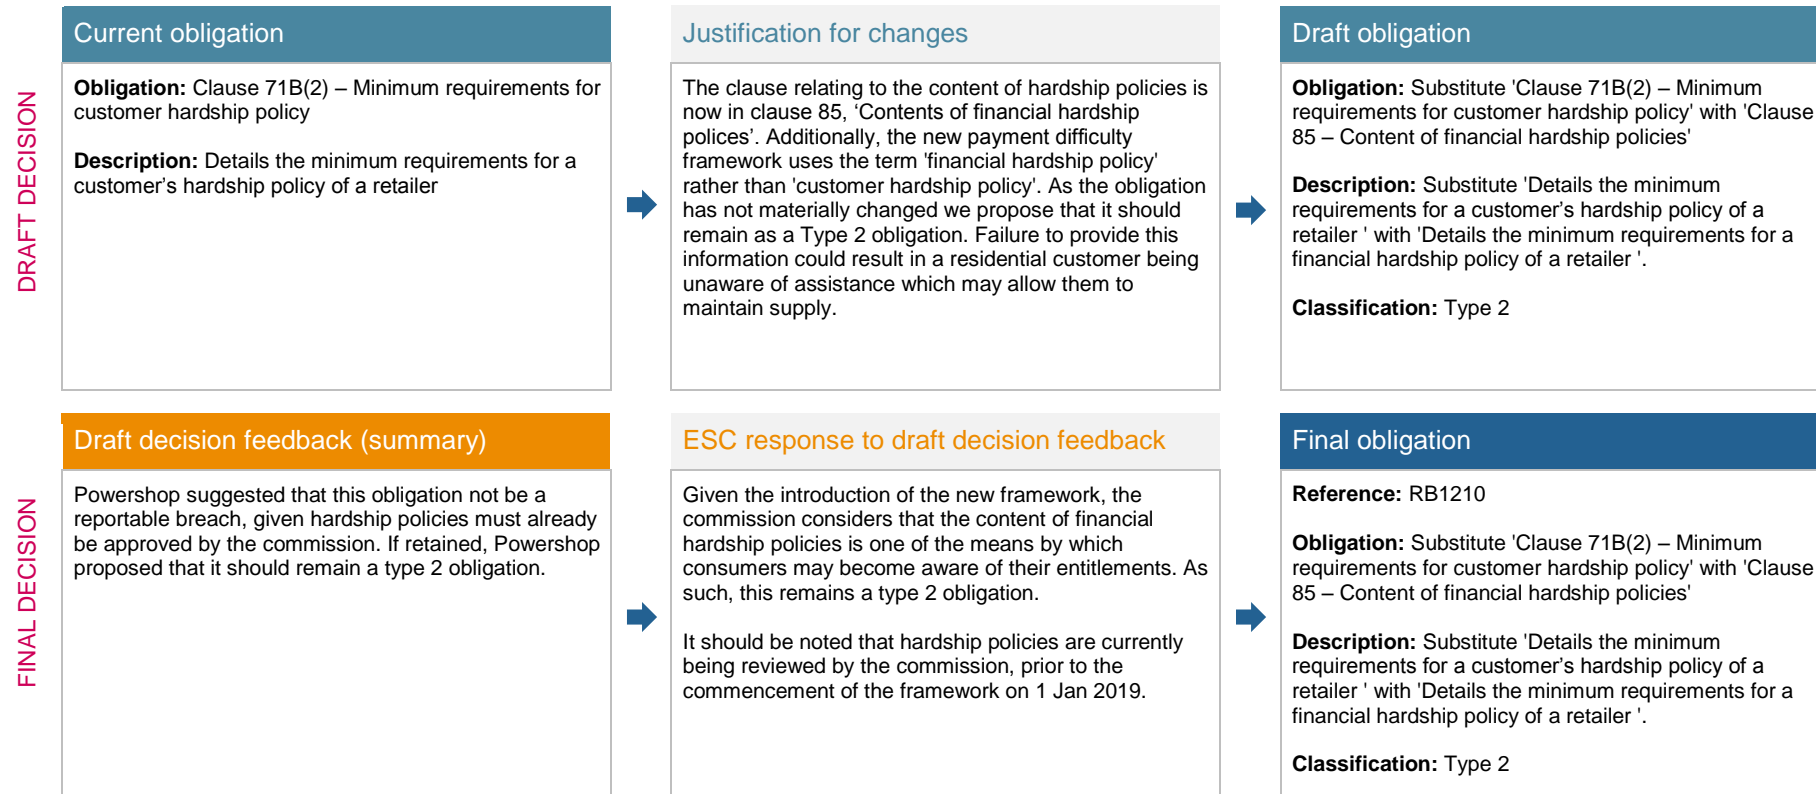 DRAFT DECISION
Current obligation
Obligation: Clause 71B(2) – Minimum requirements for
customer hardship policy
Description: Details the minimum requirements for a
customer’s hardship policy of a retailer
Justification for changes
The clause relating to the content of hardship policies is
now in clause 85, ‘Contents of financial hardship
polices’. Additionally, the new payment difficulty
framework uses the term 'financial hardship policy'
rather than 'customer hardship policy'. As the obligation
has not materially changed we propose that it should
remain as a Type 2 obligation. Failure to provide this
information could result in a residential customer being
unaware of assistance which may allow them to
maintain supply.
Draft obligation
Obligation: Substitute 'Clause 71B(2) – Minimum
requirements for customer hardship policy' with 'Clause
85 – Content of financial hardship policies'
Description: Substitute 'Details the minimum
requirements for a customer’s hardship policy of a
retailer ' with 'Details the minimum requirements for a
financial hardship policy of a retailer '.
Classification: Type 2
FINAL DECISION
Draft decision feedback (summary)
Powershop suggested that this obligation not be a
reportable breach, given hardship policies must already
be approved by the commission. If retained, Powershop
proposed that it should remain a type 2 obligation.
ESC response to draft decision feedback
Given the introduction of the new framework, the
commission considers that the content of financial
hardship policies is one of the means by which
consumers may become aware of their entitlements. As
such, this remains a type 2 obligation.
It should be noted that hardship policies are currently
being reviewed by the commission, prior to the
commencement of the framework on 1 Jan 2019.
Final obligation
Reference: RB1210
Obligation: Substitute 'Clause 71B(2) – Minimum
requirements for customer hardship policy' with 'Clause
85 – Content of financial hardship policies'
Description: Substitute 'Details the minimum
requirements for a customer’s hardship policy of a
retailer ' with 'Details the minimum requirements for a
financial hardship policy of a retailer '.
Classification: Type 2